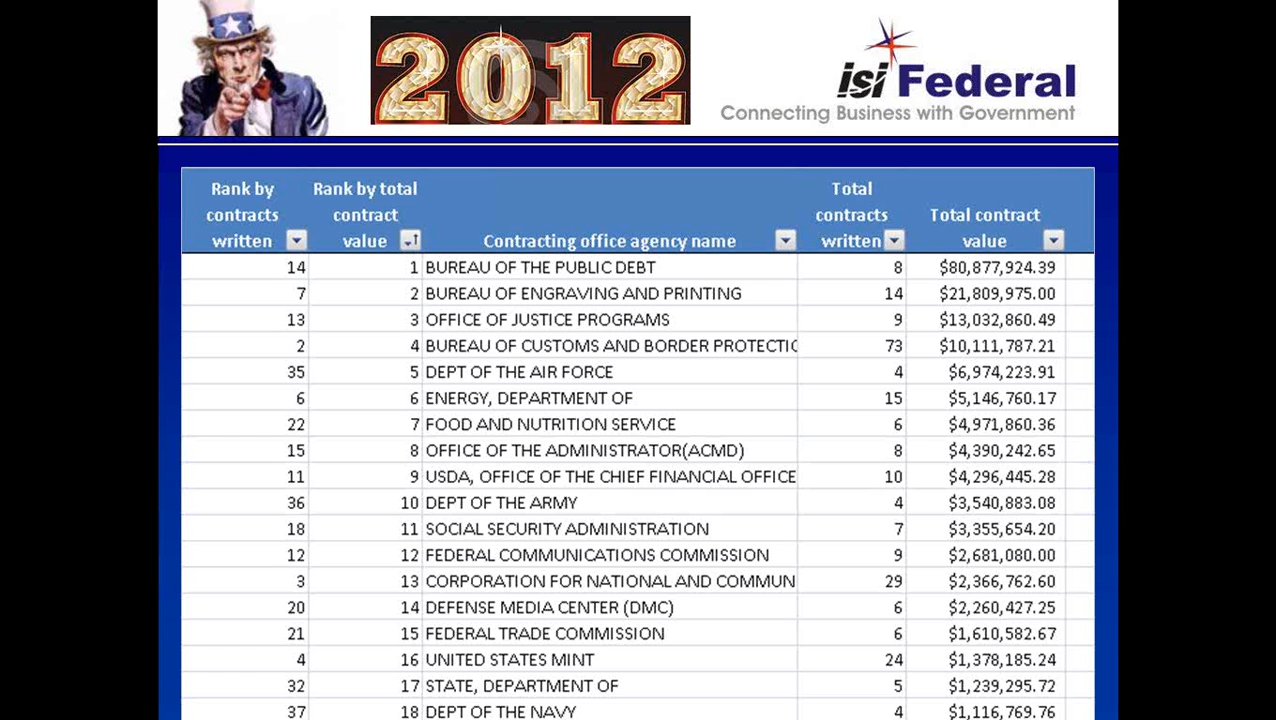 2012
isi Federal
Connecting Business with Government
Rank by contracts written Rank by total contract value Contracting office agency name Total contracts written Total contract value
14 1 BUREAU OF THE PUBLIC DEBT 8 $80,877,924.39
7 2 BUREAU OF ENGRAVING AND PRINTING 14 $21,809,975.00
13 3 OFFICE OF JUSTICE PROGRAMS 9 $13,032,860.49
2 4 BUREAU OF CUSTOMS AND BORDER PROTECTIO 73 $10,111,787.21
35 5 DEPT OF THE AIR FORCE 4 $6,974,223.91
6 6 ENERGY, DEPARTMENT OF 15 $5,146,760.17
22 7 FOOD AND NUTRITION SERVICE 6 $4,971,860.36
15 8 OFFICE OF THE ADMINISTRATOR(ACMD) 8 $4,390,242.65
11 9 USDA, OFFICE OF THE CHIEF FINANCIAL OFFICE 10 $4,296,445.28
36 10 DEPT OF THE ARMY 4 $3,540,883.08
18 11 SOCIAL SECURITY ADMINISTRATION 7 $3,355,654.20
12 12 FEDERAL COMMUNICATIONS COMMISSION 9 $2,681,080.00
3 13 CORPORATION FOR NATIONAL AND COMMUN 29 $2,366,762.60
20 14 DEFENSE MEDIA CENTER (DMC) 6 $2,260,427.25
21 15 FEDERAL TRADE COMMISSION 6 $1,610,582.67
4 16 UNITED STATES MINT 24 $1,378,185.24
32 17 STATE, DEPARTMENT OF 5 $1,239,295.72
37 18 DEPT OF THE NAVY 4 $1,116,769.76